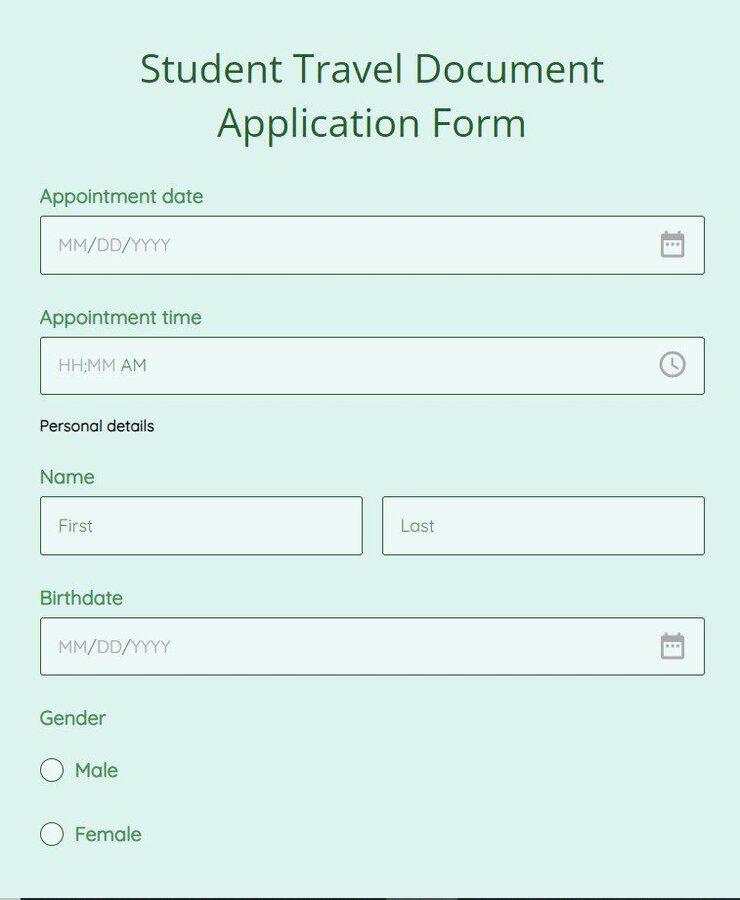 Student Travel Document
Application Form
Appointment date
MM/DD/YYYY
Appointment time
HH:MM AM
Personal details
Name
First Last
Birthdate
MM/DD/YYYY
Gender
Male
Female